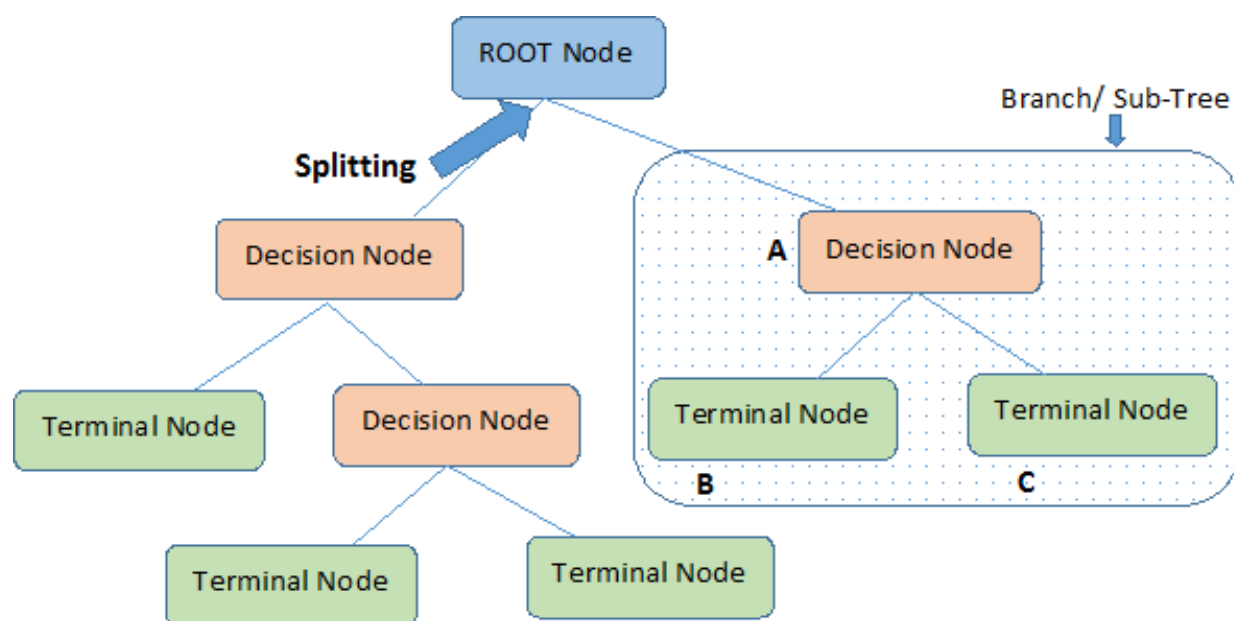 ROOT Node
Branch/ Sub-Tree
Splitting
Decision Node
A
Decision Node
Terminal Node
Decision Node
Terminal Node
Terminal Node
B
C
Terminal Node
Terminal Node